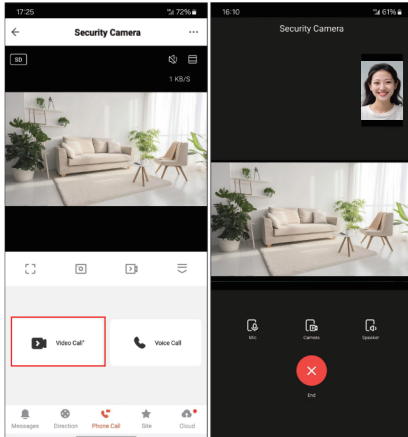 17:25
72%
Security Camera
SD
1 KB/S
Video Call*
Voice Call
Messages
Direction
Phone Call
Site
Cloud
16:10
61%
Security Camera
Mic
Camera
Speaker
End